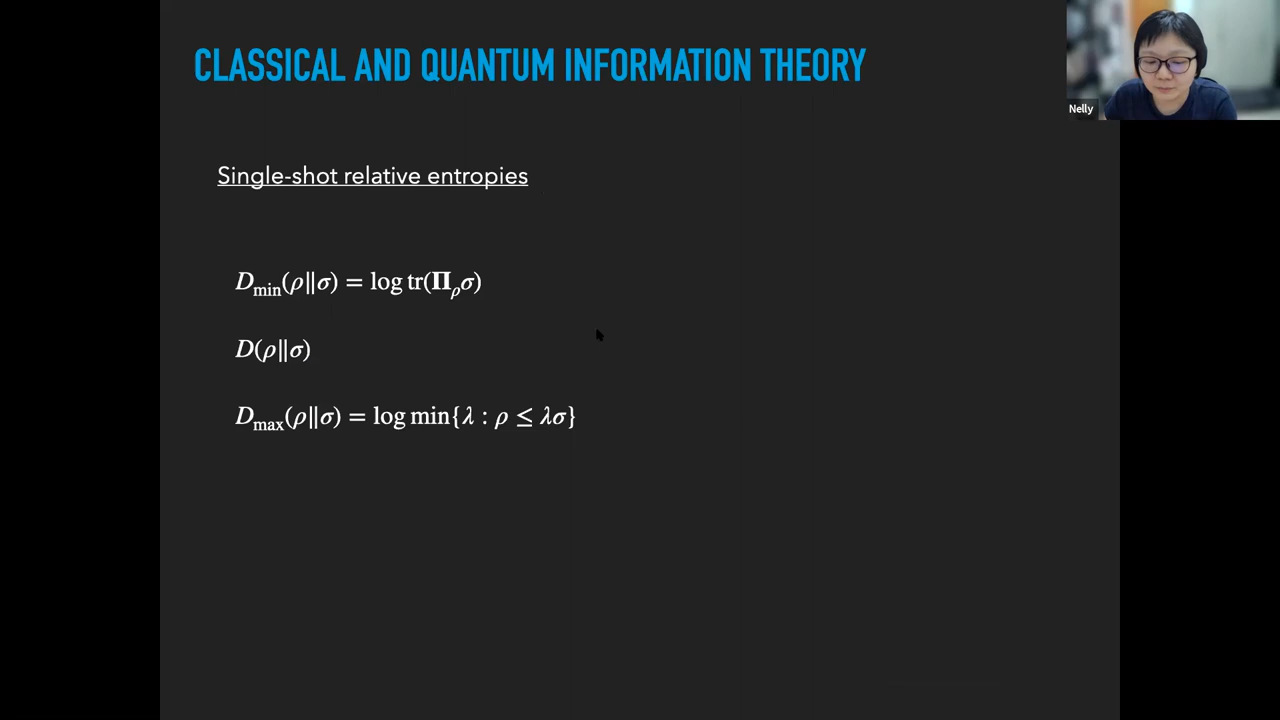 CLASSICAL AND QUANTUM INFORMATION THEORY
Nelly
Single-shot relative entropies
D_min(ρ‖σ) = log tr(Π_ρσ)
D(ρ‖σ)
D_max(ρ‖σ) = log min{λ : ρ ≤ λσ}